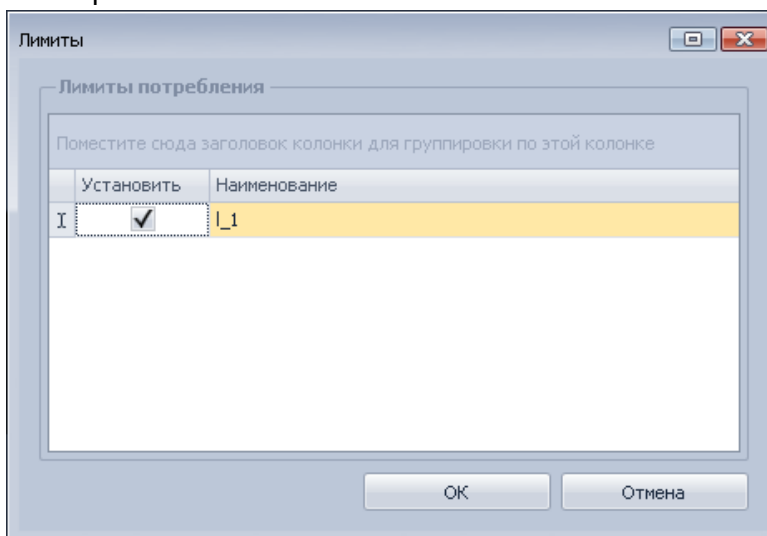 Лимиты
Лимиты потребления
Поместите сюда заголовок колонки для группировки по этой колонке
Установить Наименование
l_1
OK Отмена